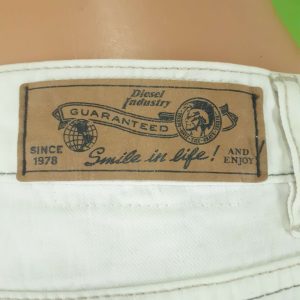 Diesel
Industry
GUARANTEED
SINCE
1978
Smile in life!
AND
ENJOY